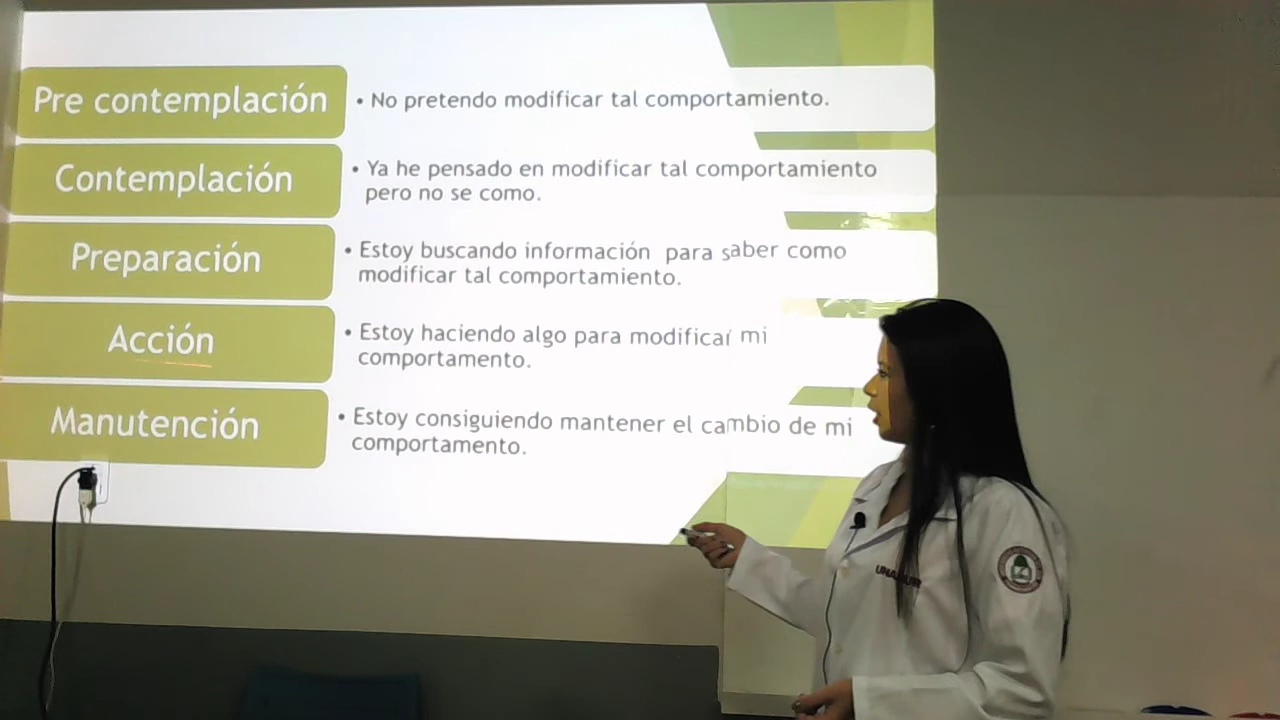 Pre contemplación
• No pretendo modificar tal comportamiento.
Contemplación
• Ya he pensado en modificar tal comportamiento
pero no se como.
Preparación
• Estoy buscando información para saber como
modificar tal comportamiento.
Acción
• Estoy haciendo algo para modificar mi
comportamento.
Manutención
• Estoy consiguiendo mantener el cambio de mi
comportamento.